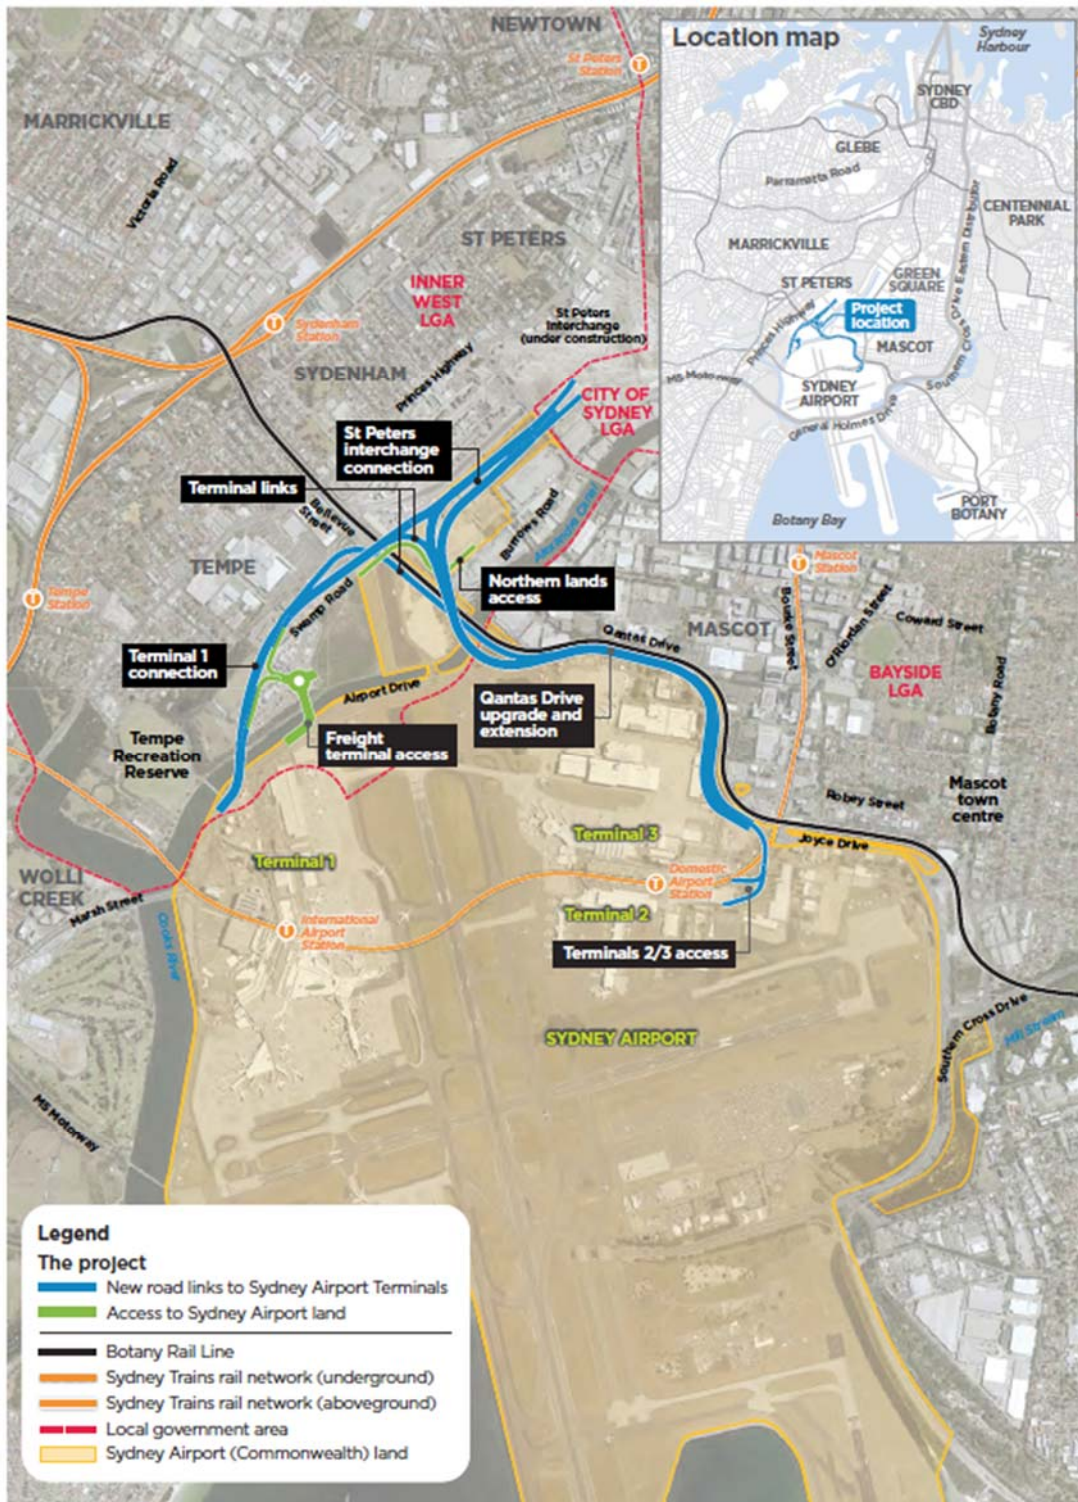 NEWTOWN
St Peters
Station
MARRICKVILLE
Victoria Road
ST PETERS
INNER
WEST
LGA
St Peters
Interchange
(under construction)
Sydenham
Station
SYDENHAM
Princes Highway
CITY OF
SYDNEY
LGA
St Peters
interchange
connection
Terminal links
Bellevue
Street
Burrows Road
Alexandra Canal
TEMPE
Tempe
Station
Swamp Road
Northern lands
access
Mascot
Station
Bourke Street
O'Riordan Street
Coward Street
MASCOT
Qantas Drive
BAYSIDE
LGA
Botany Road
Terminal 1
connection
Airport Drive
Qantas Drive
upgrade and
extension
Freight
terminal access
Tempe
Recreation
Reserve
Robey Street
Mascot
town
centre
Joyce Drive
Terminal 3
Terminal 1
Domestic
Airport
Station
WOLLI
CREEK
Marsh Street
Cooks River
International
Airport
Station
Terminal 2
Terminals 2/3 access
SYDNEY AIRPORT
Southern Cross Drive
Mill Stream
M5 Motorway
Location map
Sydney
Harbour
SYDNEY
CBD
GLEBE
Parramatta Road
CENTENNIAL
PARK
MARRICKVILLE
ST PETERS
GREEN
SQUARE
Eastern Distributor
Southern Cross Drive
Princes Highway
Project
location
MASCOT
M5 Motorway
SYDNEY
AIRPORT
General Holmes Drive
Botany Bay
PORT
BOTANY
Legend
The project
New road links to Sydney Airport Terminals
Access to Sydney Airport land
Botany Rail Line
Sydney Trains rail network (underground)
Sydney Trains rail network (aboveground)
Local government area
Sydney Airport (Commonwealth) land